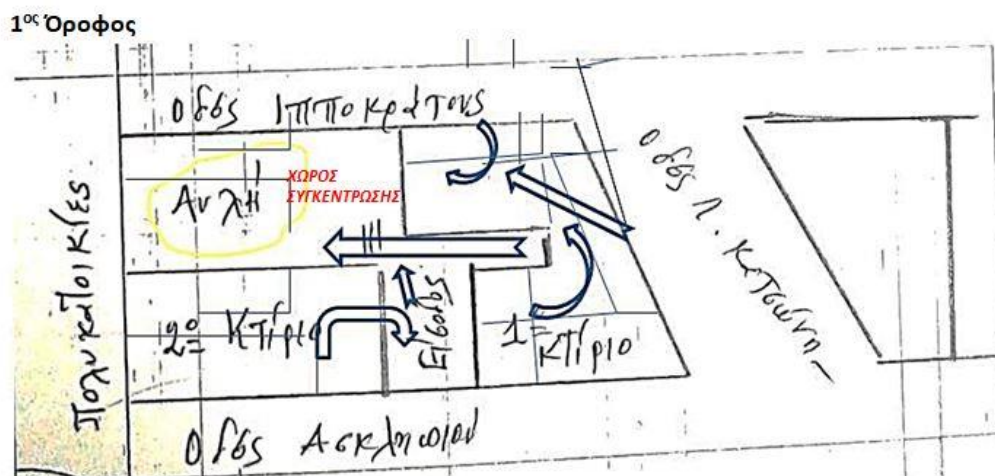 1ος Όροφος
οδός Ιπποκράτους
Πολυκατοικίες
Αυλή
ΧΩΡΟΣ
ΣΥΓΚΕΝΤΡΩΣΗΣ
οδός Λ. Κατσώνη
2ο Κτίριο
Είσοδος
1ο
Κτίριο
Οδός Ασκληπιού